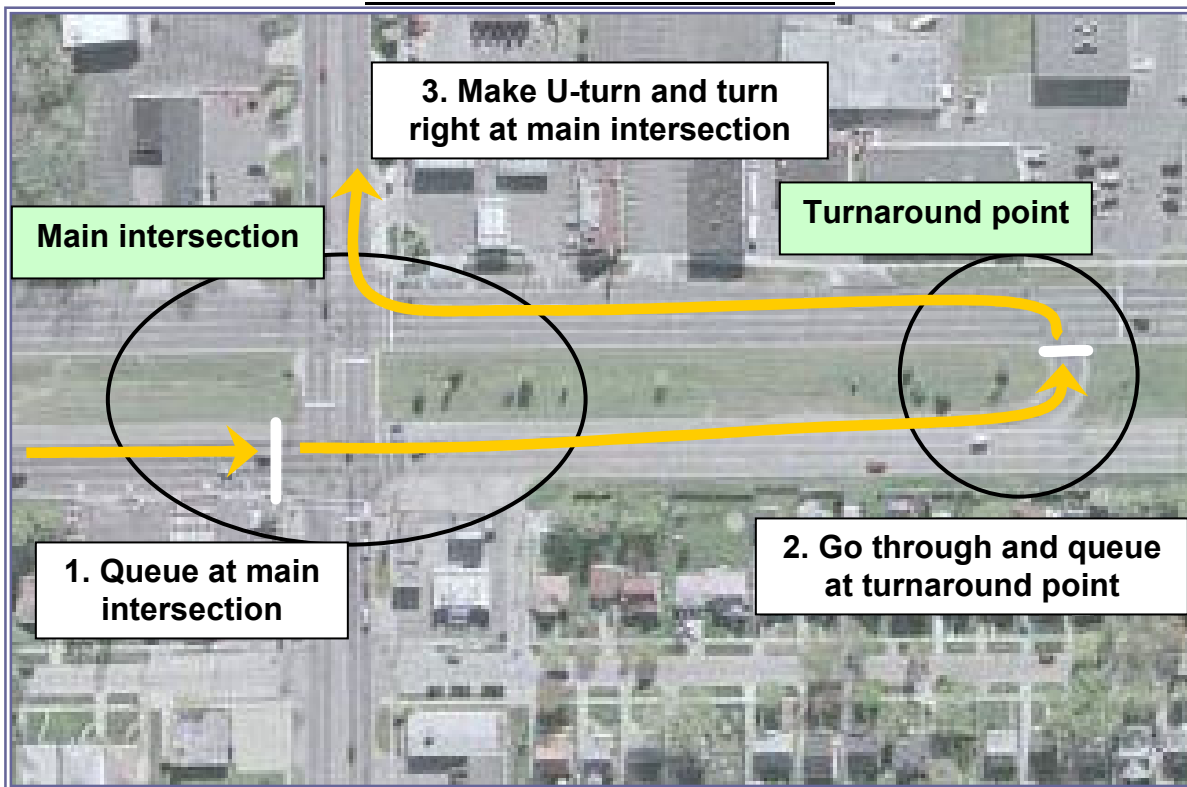 3. Make U-turn and turn
right at main intersection
Main intersection
Turnaround point
1. Queue at main
intersection
2. Go through and queue
at turnaround point